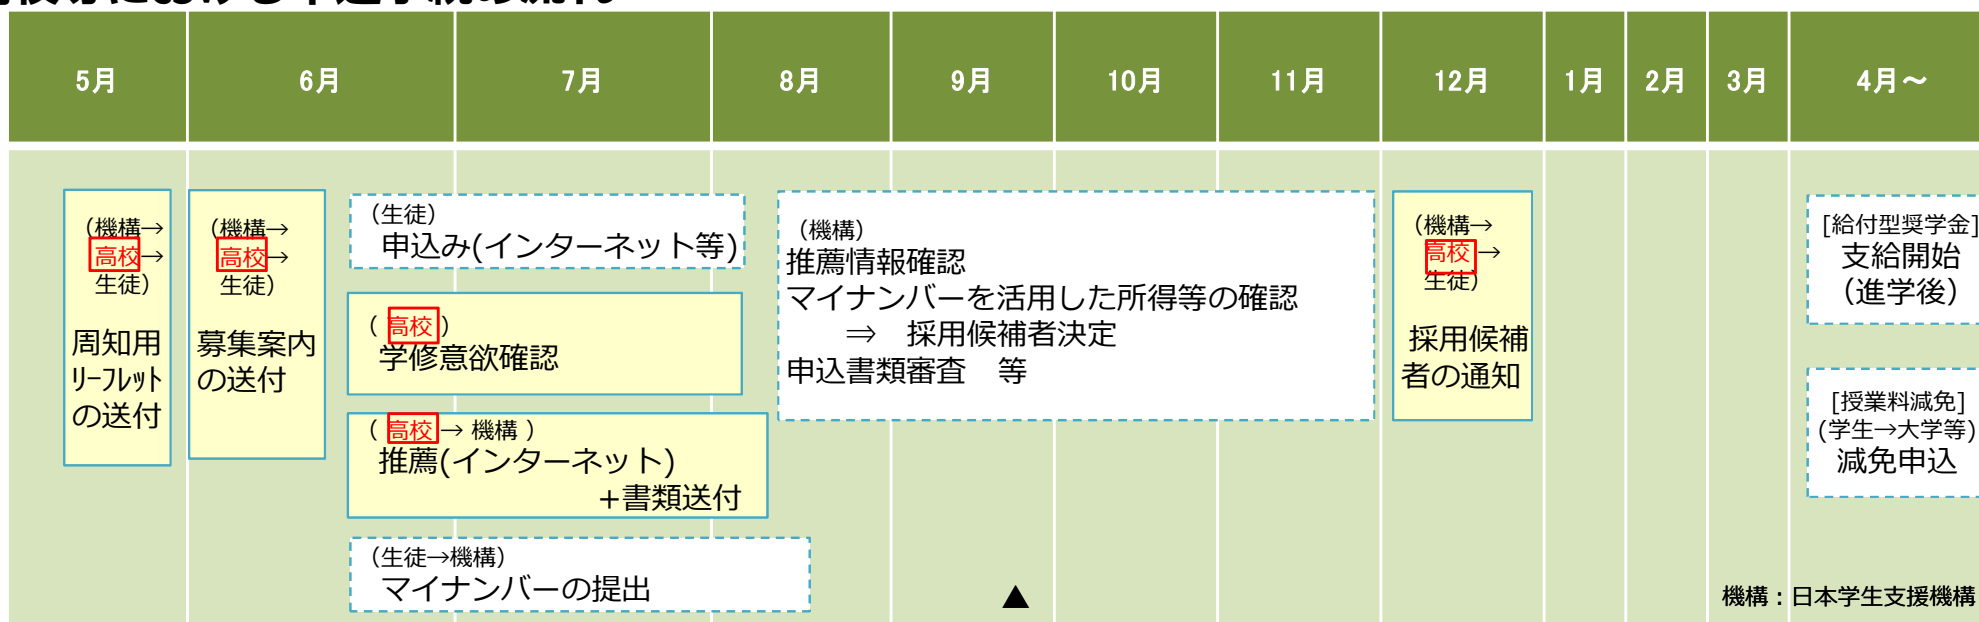 5月
6月
7月
8月
9月
10月
11月
12月
1月
2月
3月
4月～
(機構→
高校→
生徒)
周知用
ﾘｰﾌﾚｯﾄ
の送付
(機構→
高校→
生徒)
募集案内
の送付
(生徒)
申込み(インターネット等)
( 高校 )
学修意欲確認
( 高校 → 機構 )
推薦(インターネット)
+書類送付
(生徒→機構)
マイナンバーの提出
(機構)
推薦情報確認
マイナンバーを活用した所得等の確認
⇒ 採用候補者決定
申込書類審査 等
▲
(機構→
高校 →
生徒)
採用候補
者の通知
[給付型奨学金]
支給開始
（進学後）
[授業料減免]
(学生→大学等)
減免申込
機構：日本学生支援機構